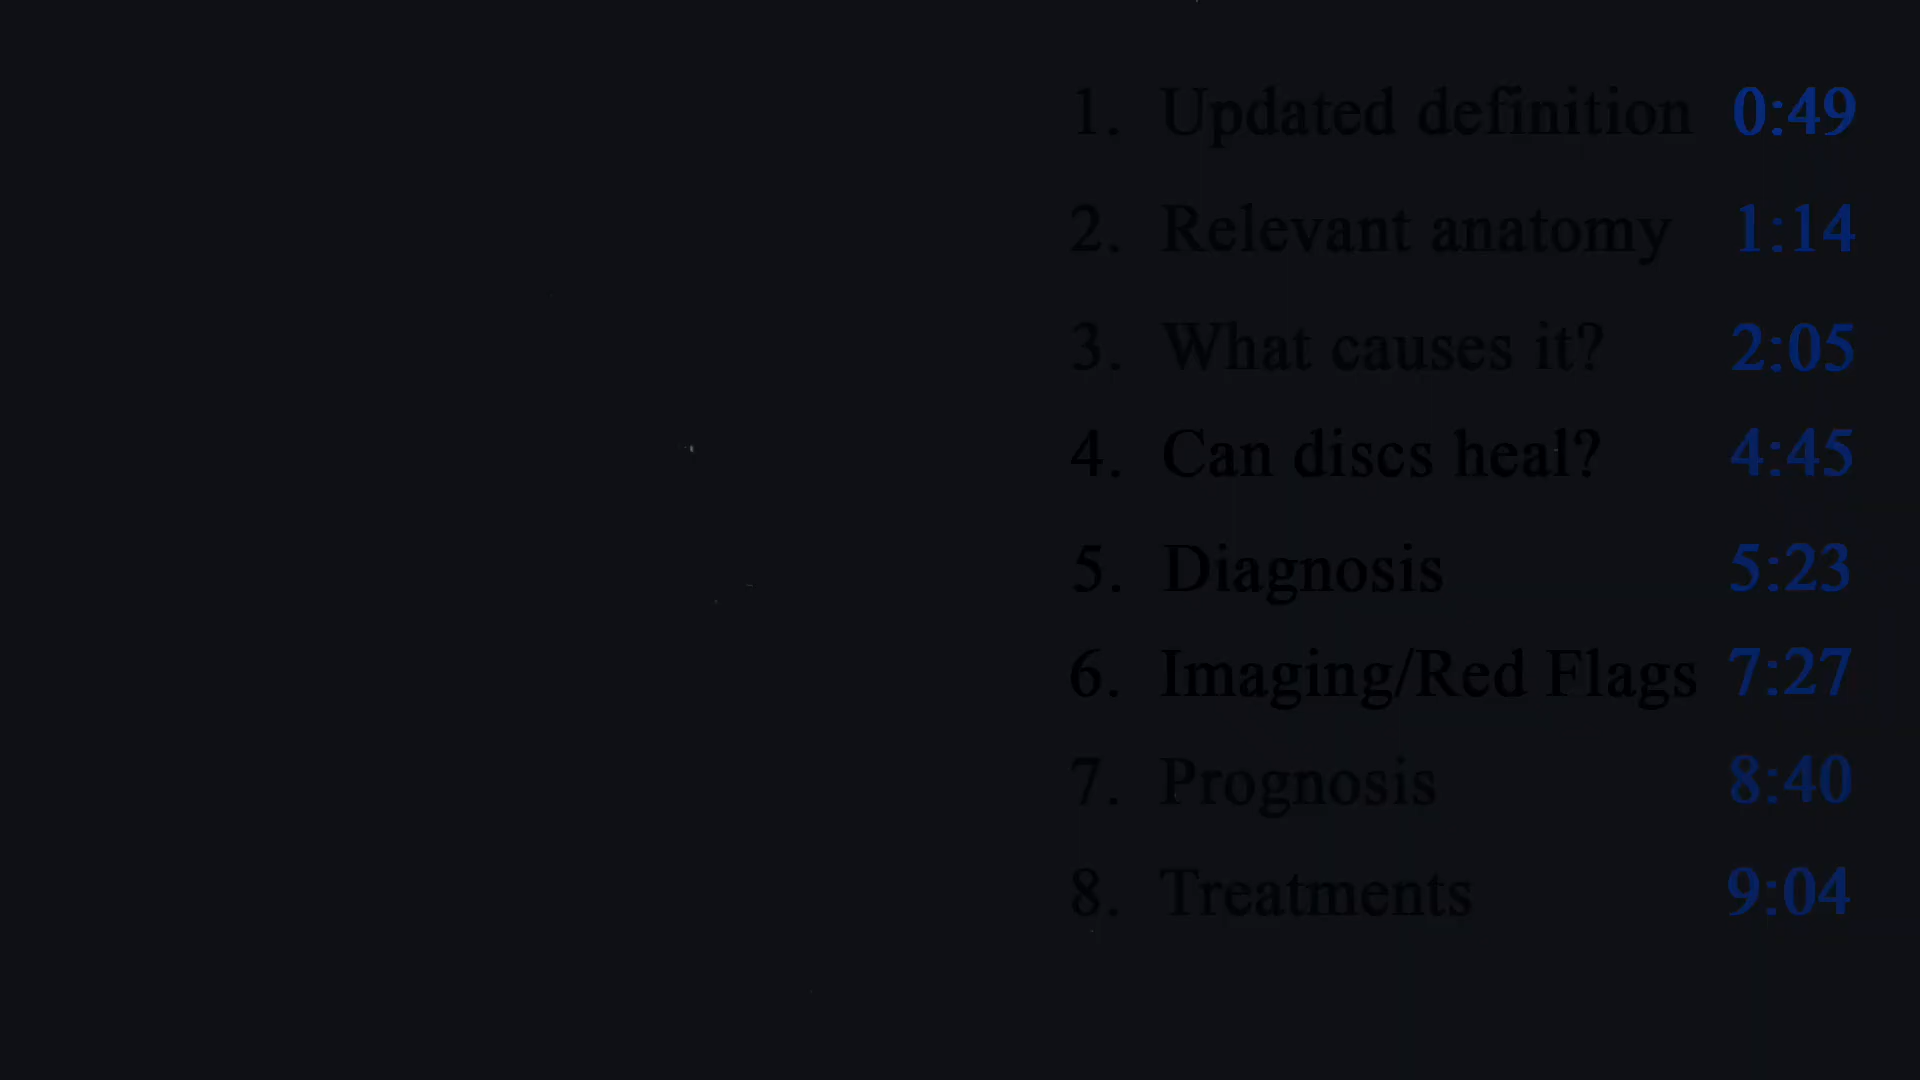 1. Updated definition 0:49
2. Relevant anatomy 1:14
3. What causes it? 2:05
4. Can discs heal? 4:45
5. Diagnosis 5:23
6. Imaging/Red Flags 7:27
7. Prognosis 8:40
8. Treatments 9:04